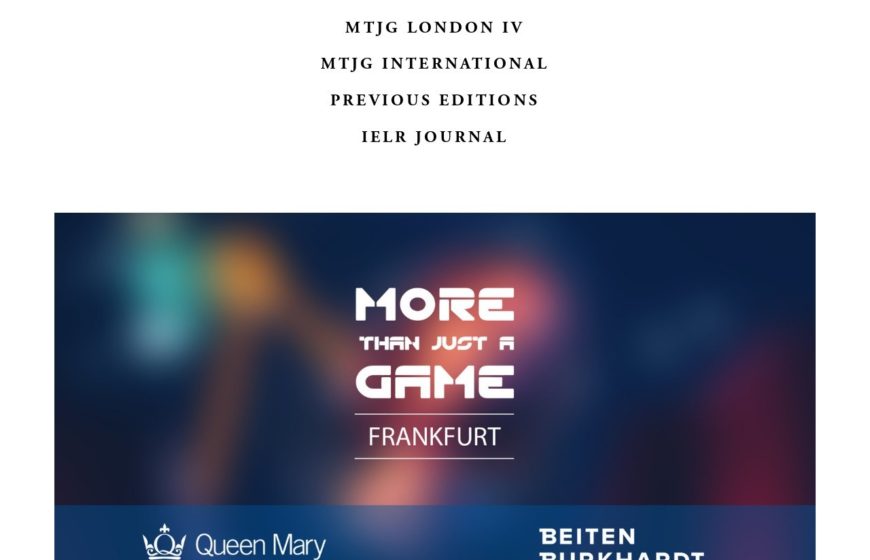 MTJG LONDON IV
MTJG INTERNATIONAL
PREVIOUS EDITIONS
IELR JOURNAL
MORE
THAN JUST A
GAME
FRANKFURT
Queen Mary
BEITEN
BURKHARDT